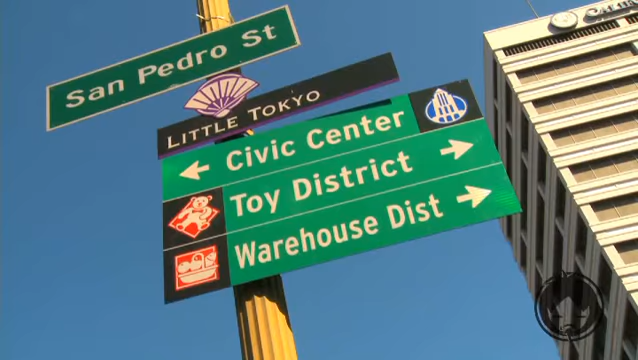 San Pedro St
LITTLE TOKYO
Civic Center
Toy District
Warehouse Dist